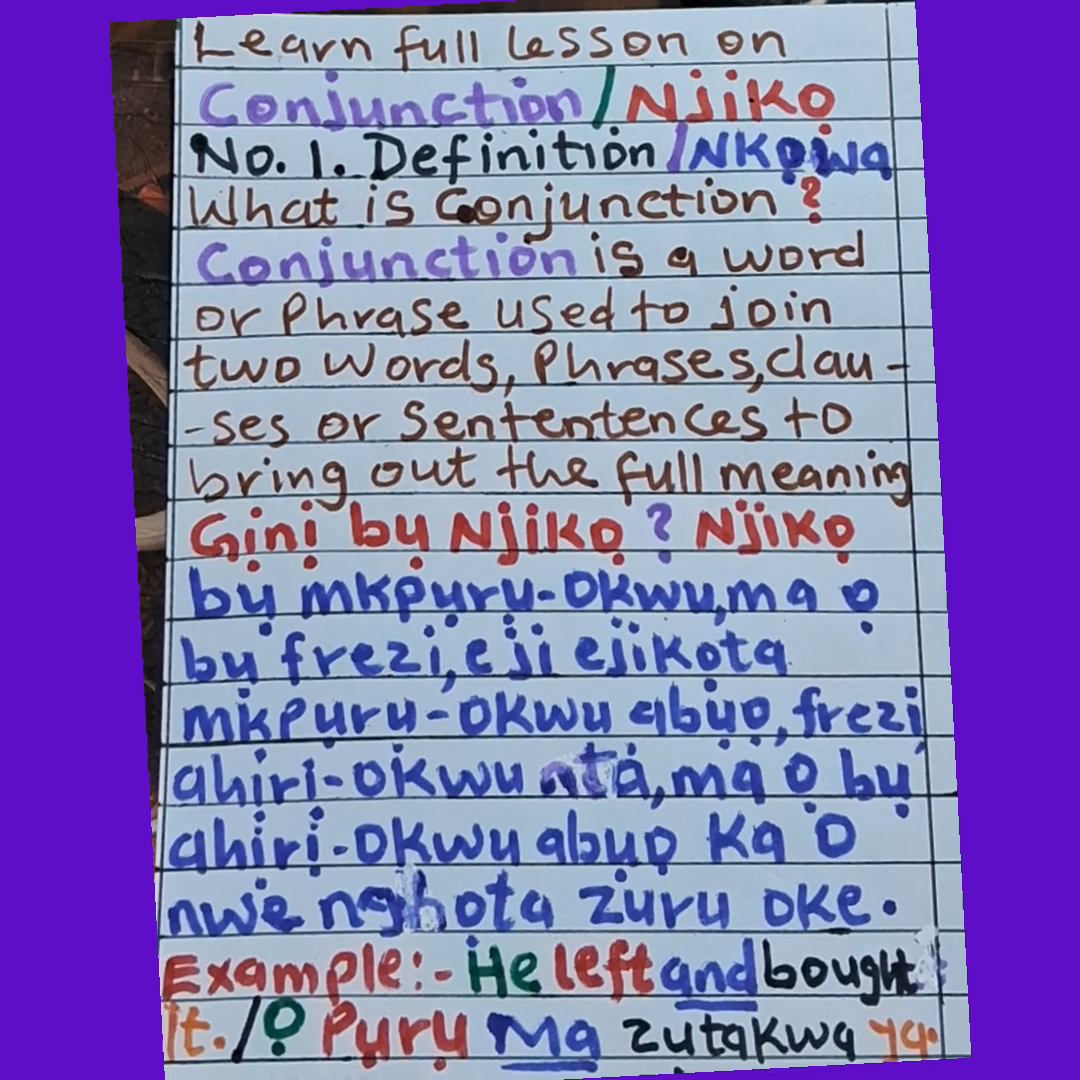 Learn full lesson on
Conjunction/Njikọ
No. 1. Definition/NKọwa
What is Conjunction?
Conjunction is a word
or Phrase used to join
two Words, Phrases, clau-
-ses or Sententences to
bring out the full meaning
Gịnị bụ Njikọ? Njikọ
bụ mkpụrụ-okwu, ma ọ
bụ frezi, e ji ejikọta
mkpụrụ-okwu abụọ, frezi,
ahịrị-okwu nta, ma ọ bụ
ahịrị-okwu abụọ Ka o
nwe nghọta zuru oke.
Example:- He left and bought
it./Ọ Pụrụ Ma zụtakwa ya.